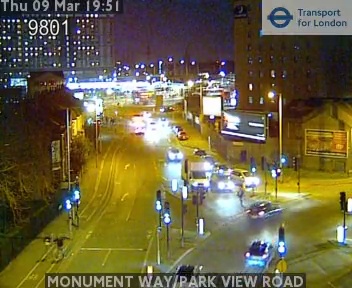 Thu 09 Mar 19:51
9801
Transport
for London
MONUMENT WAY/PARK VIEW ROAD